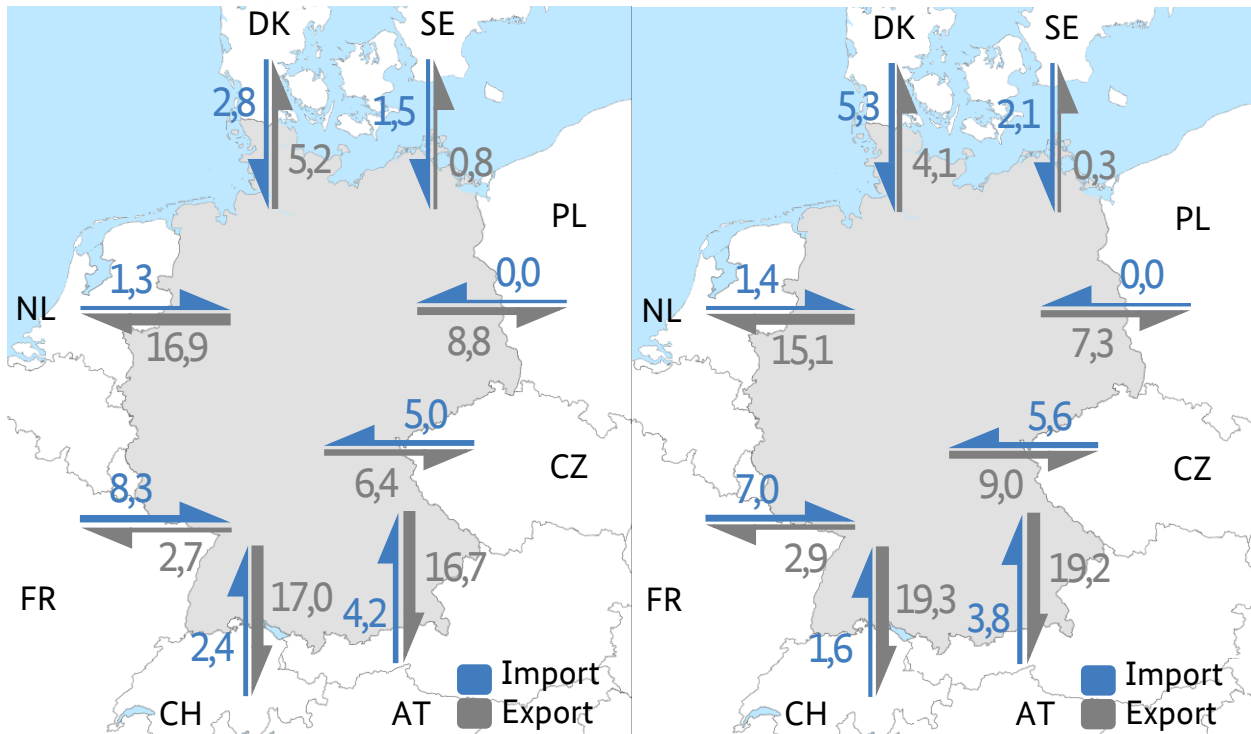 DK
SE
2,8
1,5
5,2
0,8
PL
0,0
1,3
NL
16,9
8,8
5,0
6,4
CZ
8,3
2,7
16,7
FR
17,0
4,2
2,4
Import
CH
AT
Export
DK
SE
5,3
2,1
4,1
0,3
PL
0,0
1,4
NL
15,1
7,3
5,6
9,0
CZ
7,0
2,9
19,2
FR
19,3
3,8
1,6
Import
CH
AT
Export